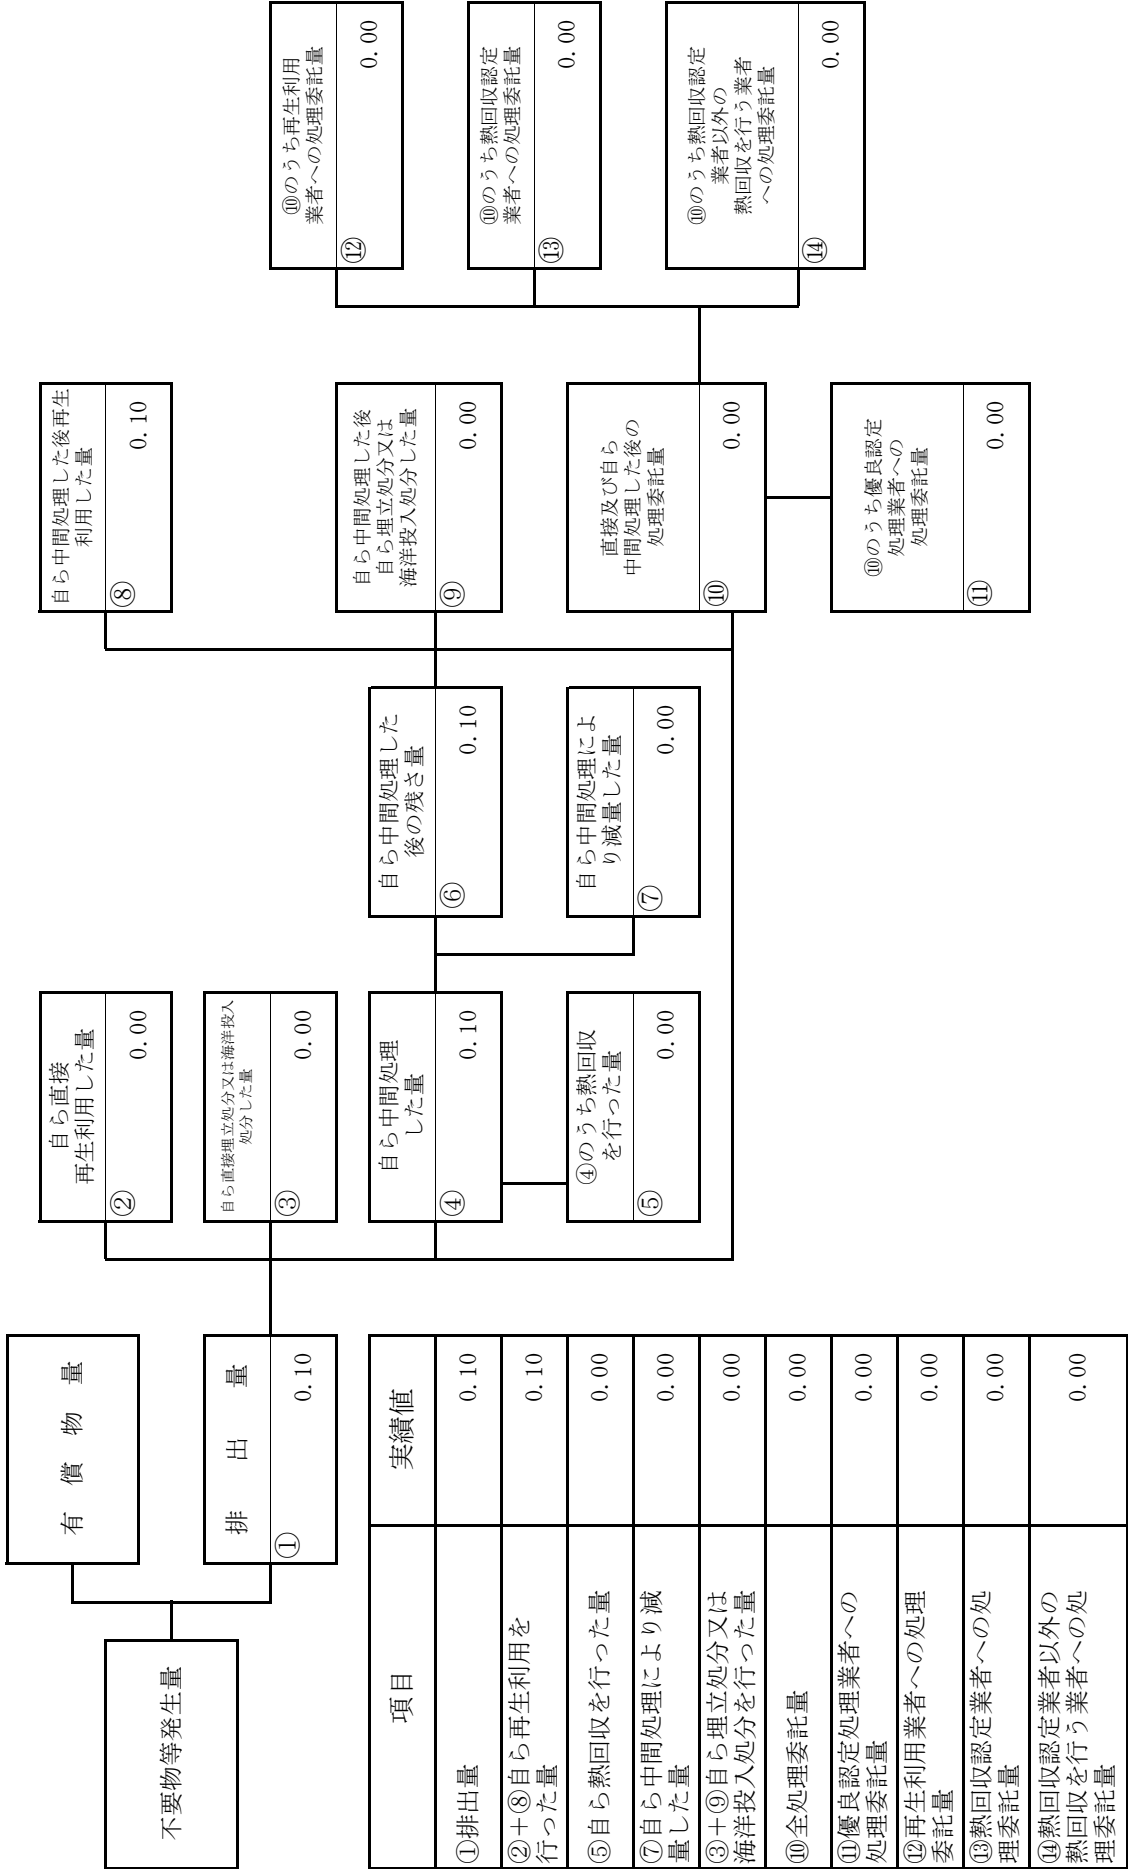 不要物等発生量
有償物量
排出量
①
0.10
自ら直接
再生利用した量
②
0.00
自ら直接埋立処分又は海洋投入
処分した量
③
0.00
自ら中間処理
した量
④
0.10
④のうち熱回収
を行った量
⑤
0.00
自ら中間処理した
後の残さ量
⑥
0.10
自ら中間処理によ
り減量した量
⑦
0.00
自ら中間処理した後再生
利用した量
⑧
0.10
自ら中間処理した後
自ら埋立処分又は
海洋投入処分した量
⑨
0.00
直接及び自ら
中間処理した後の
処理委託量
⑩
0.00
⑩のうち優良認定
処理業者への
処理委託量
⑪
0.00
⑩のうち再生利用
業者への処理委託量
⑫
0.00
⑩のうち熱回収認定
業者への処理委託量
⑬
0.00
⑩のうち熱回収認定
業者以外の
熱回収を行う業者
への処理委託量
⑭
0.00
項目 実績値
①排出量 0.10
②+⑧自ら再生利用を
行った量 0.10
⑤自ら熱回収を行った量 0.00
⑦自ら中間処理により減
量した量 0.00
③+⑨自ら埋立処分又は
海洋投入処分を行った量 0.00
⑩全処理委託量 0.00
⑪優良認定処理業者への
処理委託量 0.00
⑫再生利用業者への処理
委託量 0.00
⑬熱回収認定業者への処
理委託量 0.00
⑭熱回収認定業者以外の
熱回収を行う業者への処
理委託量 0.00